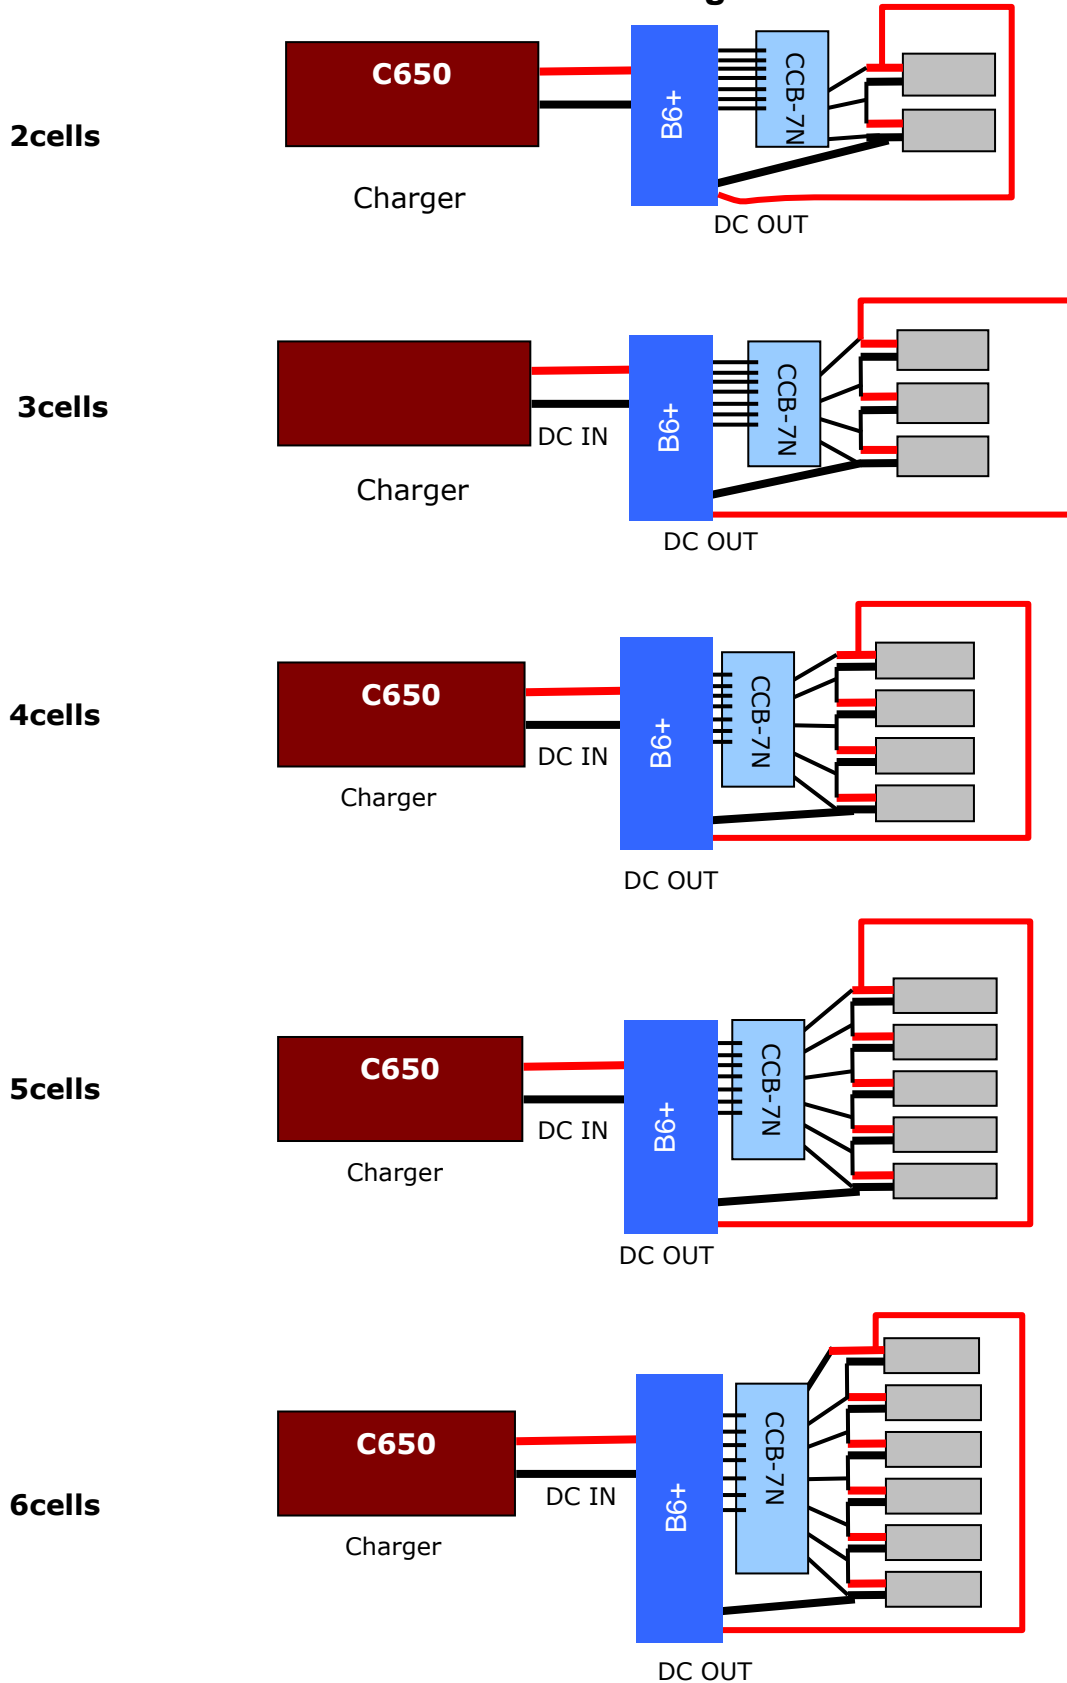 C650
B6+
CCB-7N
2cells
Charger
DC OUT
3cells
B6+
CCB-7N
DC IN
Charger
DC OUT
4cells
C650
B6+
CCB-7N
DC IN
Charger
DC OUT
5cells
C650
B6+
CCB-7N
DC IN
Charger
DC OUT
6cells
C650
B6+
CCB-7N
DC IN
Charger
DC OUT